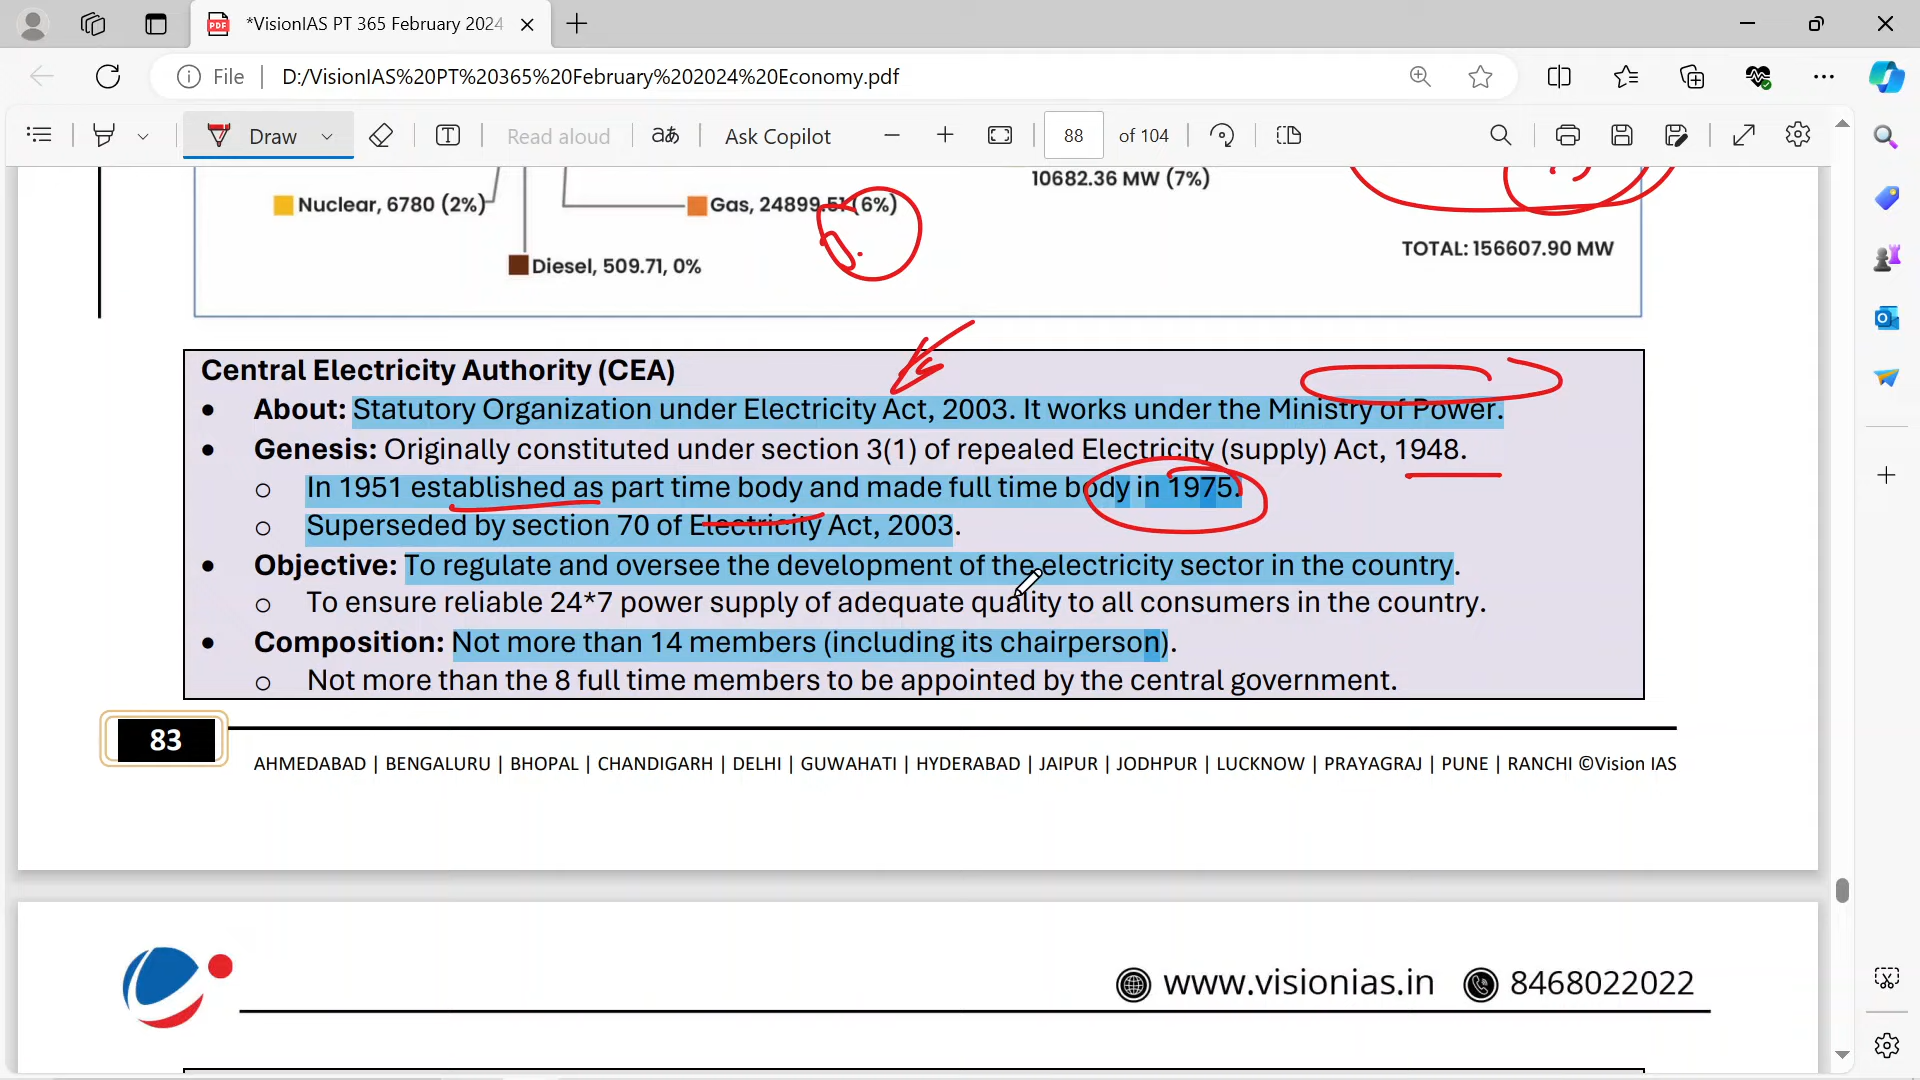 *VisionIAS PT 365 February 2024
File
D:/VisionIAS%20PT%20365%20February%202024%20Economy.pdf
Draw
Read aloud
aあ
Ask Copilot
88 of 104
10682.36 MW (7%)
Nuclear, 6780 (2%)
Gas, 24899.51 (6%)
TOTAL: 156607.90 MW
Diesel, 509.71, 0%
Central Electricity Authority (CEA)
• About: Statutory Organization under Electricity Act, 2003. It works under the Ministry of Power.
• Genesis: Originally constituted under section 3(1) of repealed Electricity (supply) Act, 1948.
o In 1951 established as part time body and made full time body in 1975.
o Superseded by section 70 of Electricity Act, 2003.
• Objective: To regulate and oversee the development of the electricity sector in the country.
o To ensure reliable 24*7 power supply of adequate quality to all consumers in the country.
• Composition: Not more than 14 members (including its chairperson).
o Not more than the 8 full time members to be appointed by the central government.
83
AHMEDABAD | BENGALURU | BHOPAL | CHANDIGARH | DELHI | GUWAHATI | HYDERABAD | JAIPUR | JODHPUR | LUCKNOW | PRAYAGRAJ | PUNE | RANCHI ©Vision IAS
www.visionias.in
8468022022